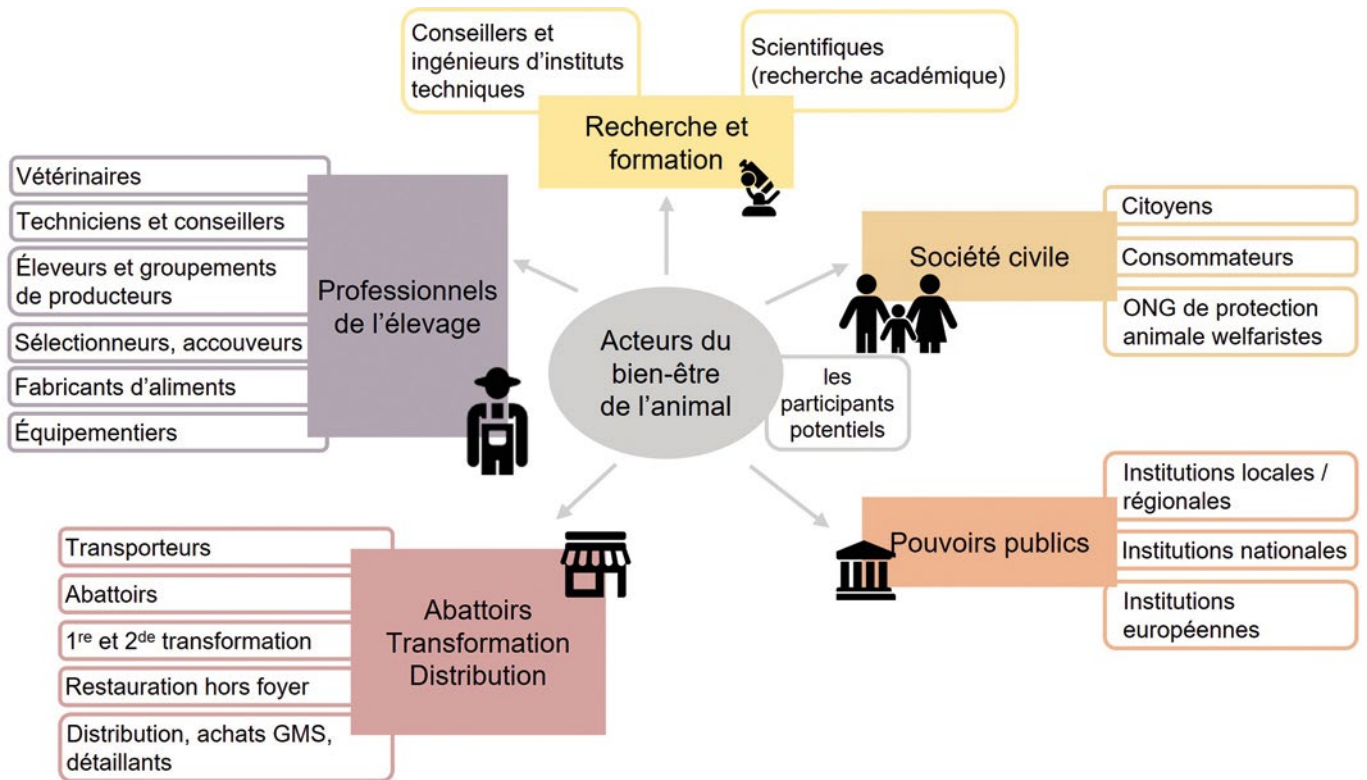 Conseillers et
ingénieurs d’instituts
techniques
Scientifiques
(recherche académique)
Recherche et
formation
Vétérinaires
Techniciens et conseillers
Éleveurs et groupements
de producteurs
Sélectionneurs, accouveurs
Fabricants d’aliments
Équipementiers
Professionnels
de l’élevage
Société civile
Citoyens
Consommateurs
ONG de protection
animale welfaristes
Acteurs du
bien-être
de l’animal
les
participants
potentiels
Transporteurs
Abattoirs
1re et 2de transformation
Restauration hors foyer
Distribution, achats GMS,
détaillants
Abattoirs
Transformation
Distribution
Pouvoirs publics
Institutions locales /
régionales
Institutions nationales
Institutions
européennes